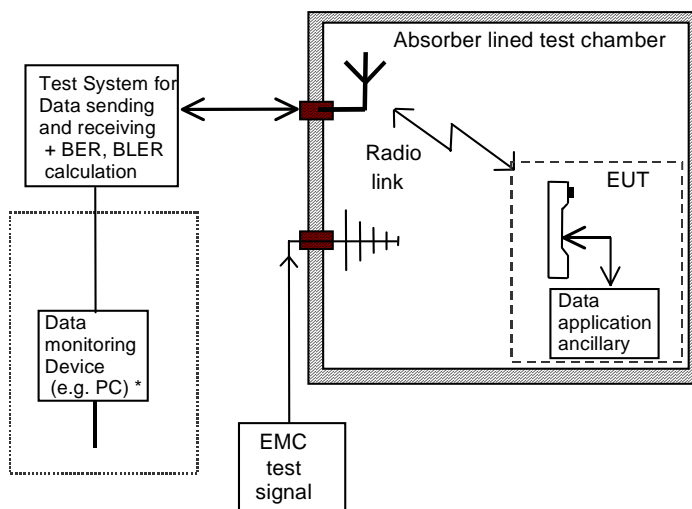 Absorber lined test chamber
Test System for
Data sending
and receiving
+ BER, BLER
calculation
Radio
link
EUT
Data
application
ancillary
Data
monitoring
Device
(e.g. PC) *
EMC
test
signal